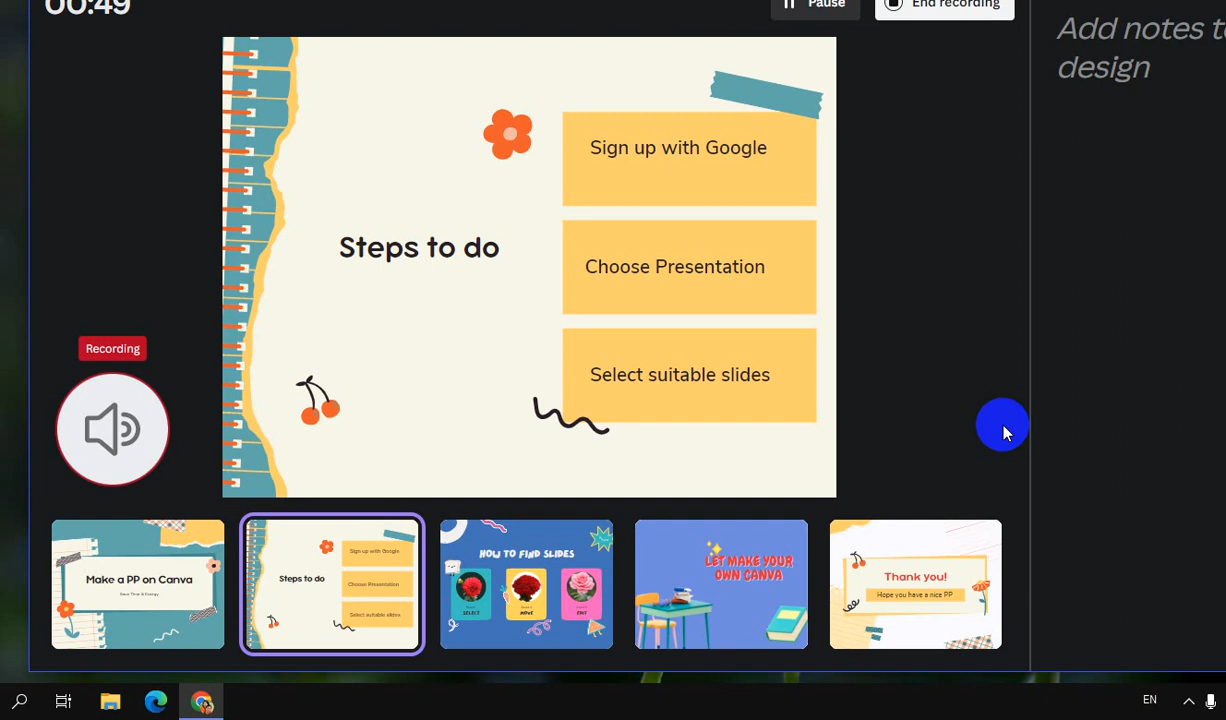 00:49
Pause
End recording
Add notes t
design
Sign up with Google
Steps to do
Choose Presentation
Recording
Select suitable slides
Make a PP on Canva
Save Time & Energy
Steps to do
Sign up with Google
Choose Presentation
Select suitable slides
HOW TO FIND SLIDES
SELECT
MOVE
EDIT
LET MAKE YOUR
OWN CANVA
Thank you!
Hope you have a nice PP
EN